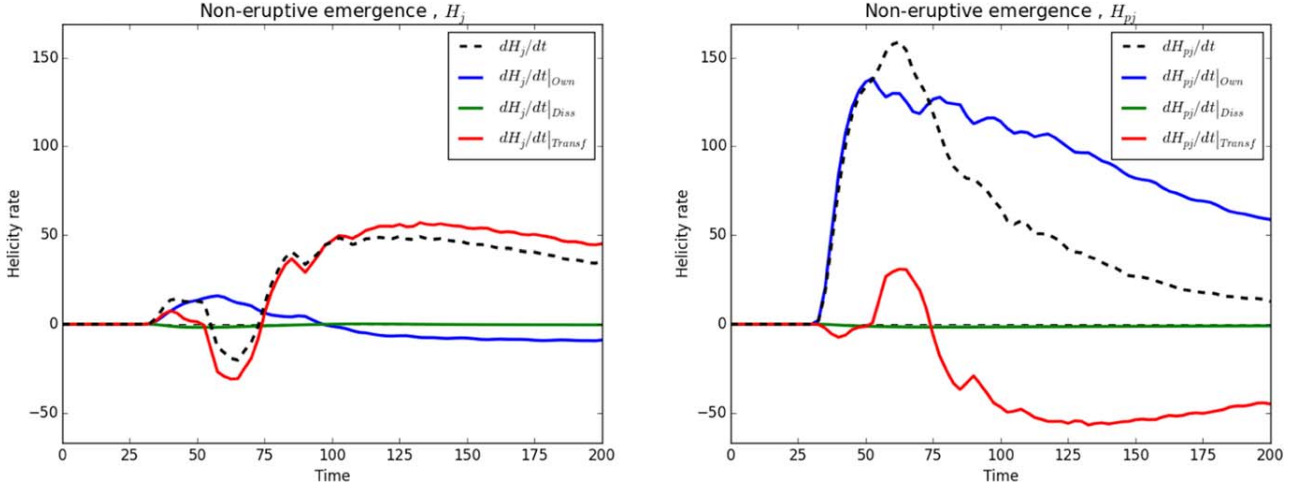 Non-eruptive emergence , H_j
Helicity rate
150
100
50
0
−50
dH_j/dt
dH_j/dt|_Own
dH_j/dt|_Diss
dH_j/dt|_Transf
0 25 50 75 100 125 150 175 200
Time
Non-eruptive emergence , H_pj
Helicity rate
150
100
50
0
−50
dH_pj/dt
dH_pj/dt|_Own
dH_pj/dt|_Diss
dH_pj/dt|_Transf
0 25 50 75 100 125 150 175 200
Time